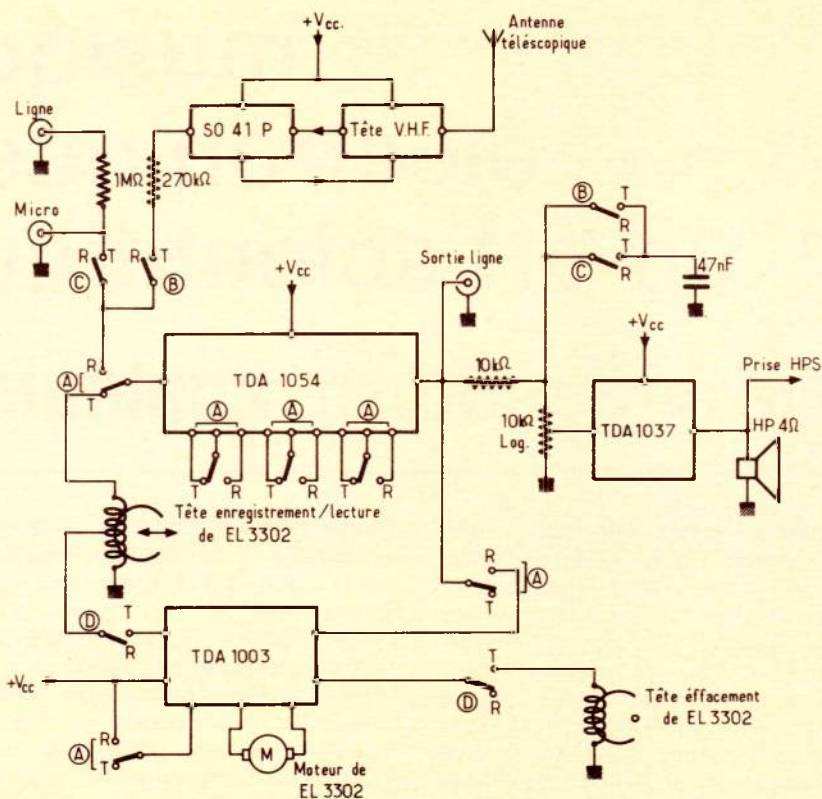 +Vcc.
Antenne
téléscopique
Ligne
SO 41 P
Tête V.H.F.
1MΩ
270kΩ
Micro
R T
R T
C
B
B
T
R
C
T
R
47nF
Sortie ligne
+Vcc
+Vcc
A
R
T
TDA 1054
10kΩ
Prise HPS
10kΩ
Log.
TDA 1037
HP 4Ω
A
A
A
T R
T R
T R
Tête enregistrement/lecture
de EL 3302
R
T
A
D
T
R
TDA 1003
+Vcc
D
T
R
Tête éffacement
de EL 3302
A
R
T
M
Moteur de
EL 3302